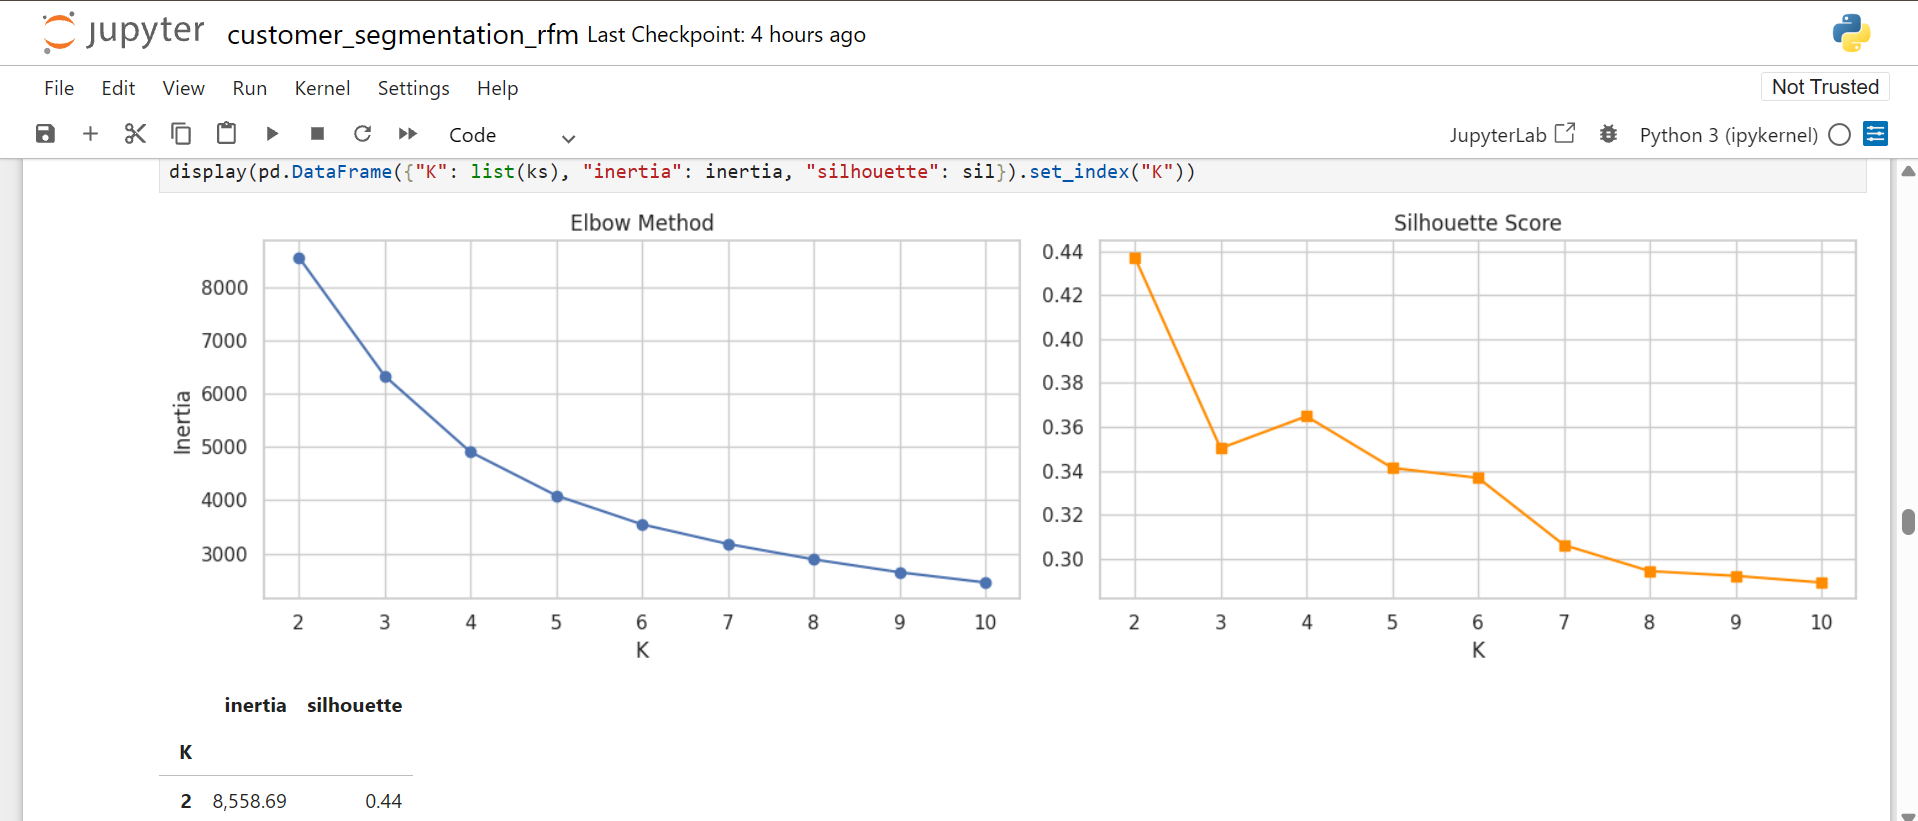 jupyter customer_segmentation_rfm Last Checkpoint: 4 hours ago
File Edit View Run Kernel Settings Help Not Trusted
Code JupyterLab Python 3 (ipykernel)
display(pd.DataFrame({"K": list(ks), "inertia": inertia, "silhouette": sil}).set_index("K"))
Elbow Method
8000
7000
6000
5000
4000
3000
Inertia
2 3 4 5 6 7 8 9 10
K
Silhouette Score
0.44
0.42
0.40
0.38
0.36
0.34
0.32
0.30
2 3 4 5 6 7 8 9 10
K
inertia silhouette
K
2 8,558.69 0.44